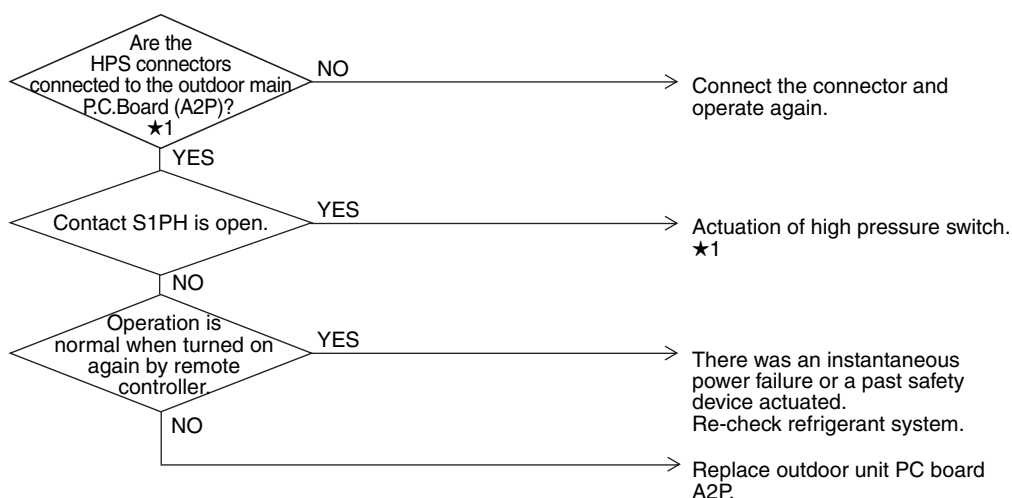 Are the
HPS connectors
connected to the outdoor main
P.C.Board (A2P)?
★1
NO
Connect the connector and
operate again.
YES
Contact S1PH is open.
YES
Actuation of high pressure switch.
★1
NO
Operation is
normal when turned on
again by remote
controller.
YES
There was an instantaneous
power failure or a past safety
device actuated.
Re-check refrigerant system.
NO
Replace outdoor unit PC board
A2P.